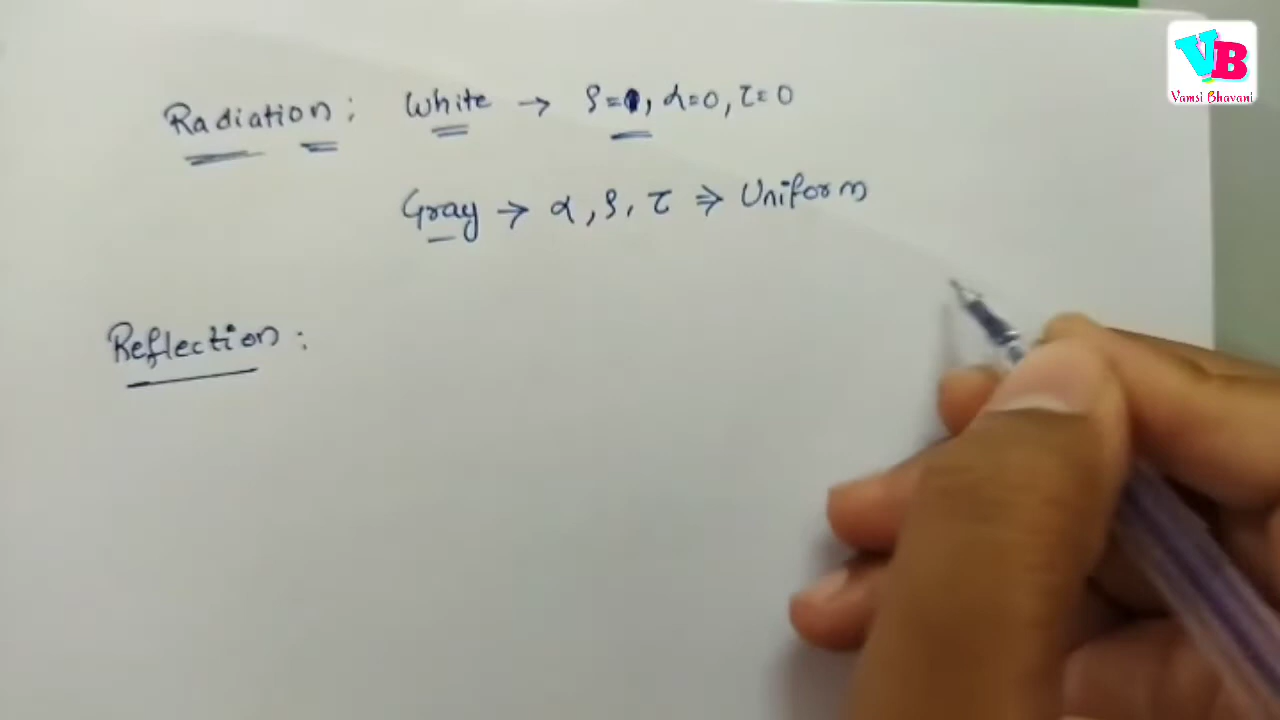 VB
Vamsi Bhavani
Radiation: White → ρ=1, α=0, τ=0
Gray → α, ρ, τ ⇒ Uniform
Reflection: